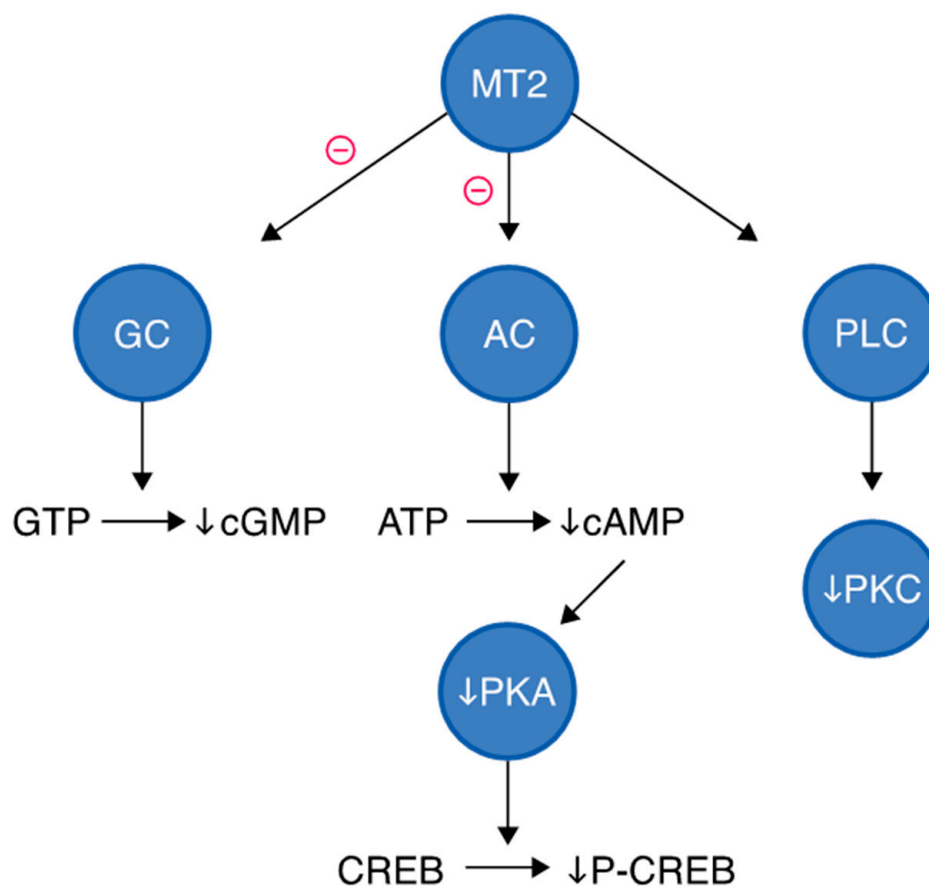 MT2
⊖
⊖
GC
AC
PLC
GTP → ↓cGMP
ATP → ↓cAMP
↓PKC
↓PKA
CREB → ↓P-CREB